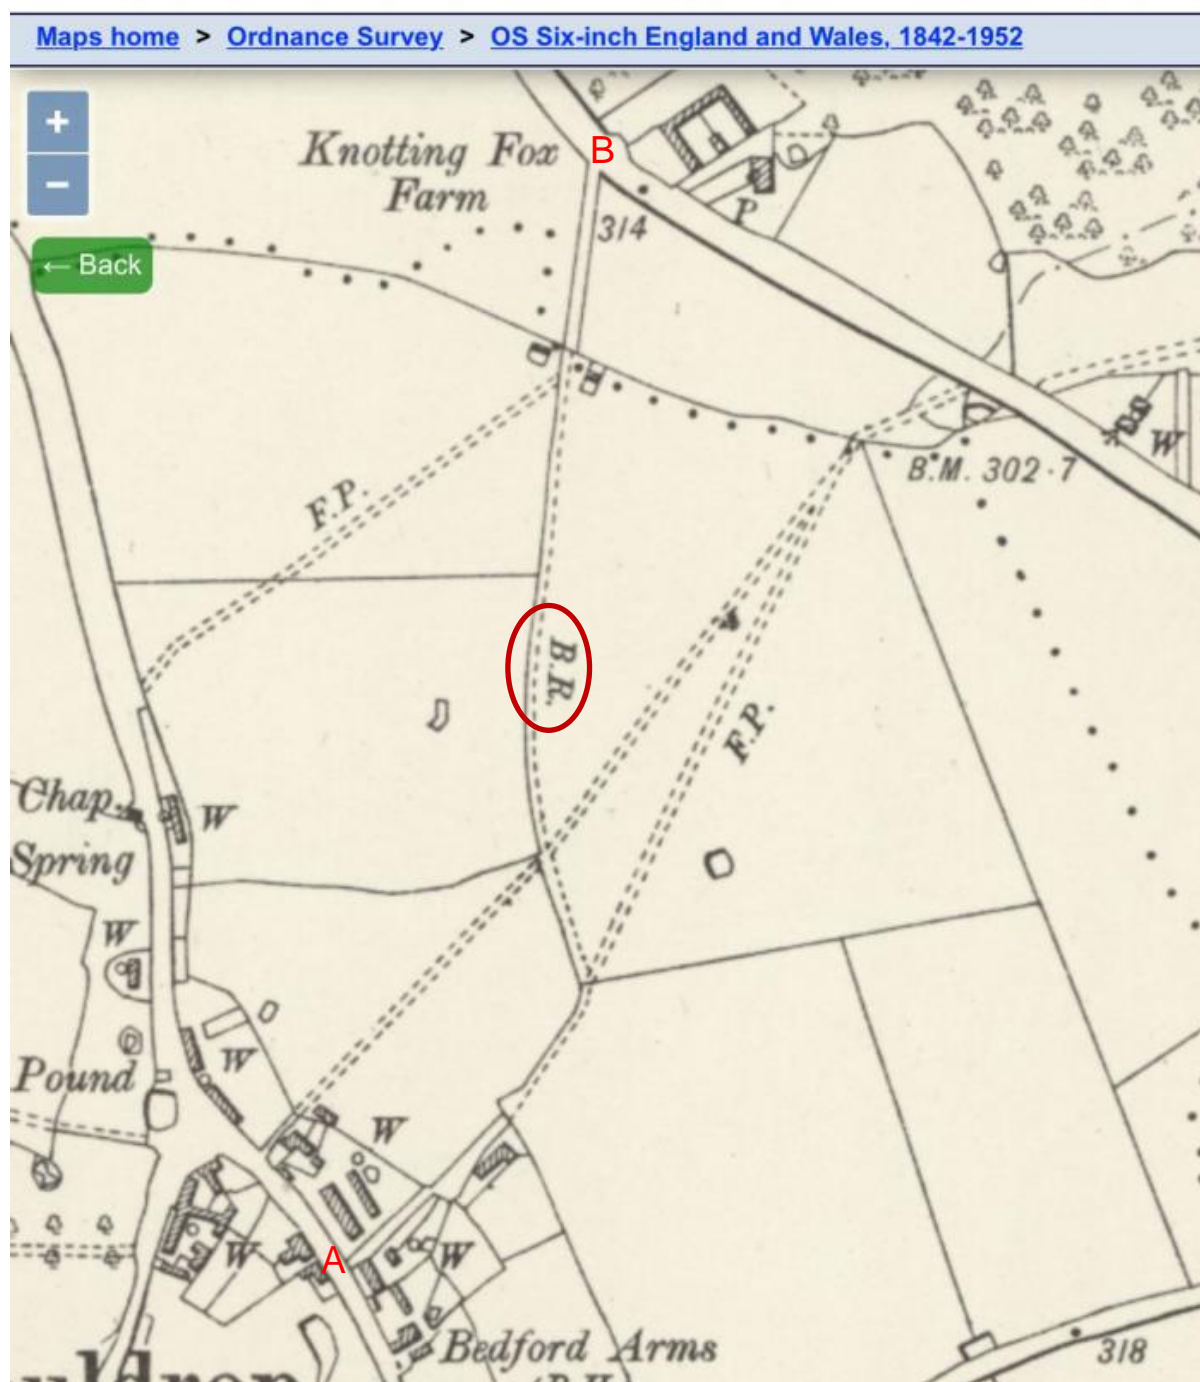 Maps home > Ordnance Survey > OS Six-inch England and Wales, 1842-1952
+
−
← Back
Knotting Fox
Farm
B
314
P
F.P.
B.M. 302·7
W
B.R.
F.P.
Chap.
W
Spring
W
W
Pound
W
W
W
A
Bedford Arms
318